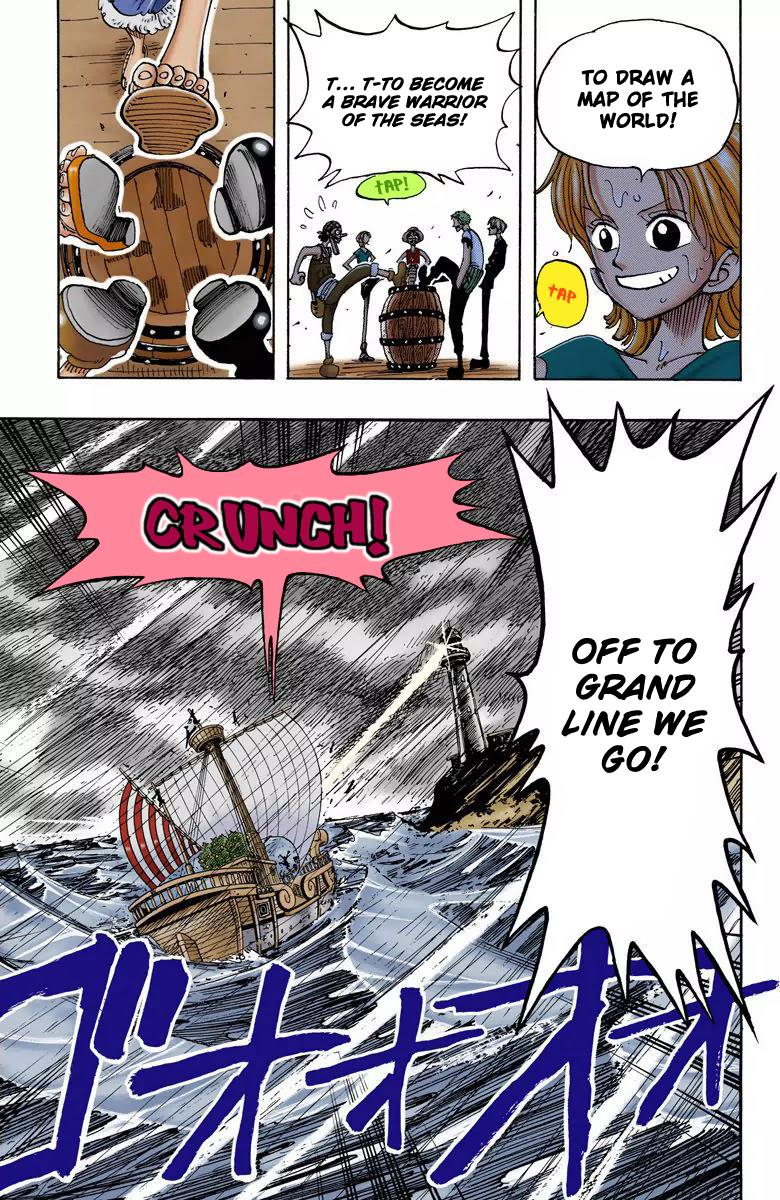 TO DRAW A
MAP OF THE
WORLD!
TAP
T... T-TO BECOME
A BRAVE WARRIOR
OF THE SEAS!
TAP!
OFF TO
GRAND
LINE WE
GO!
CRUNCH!
ゴオオオオ